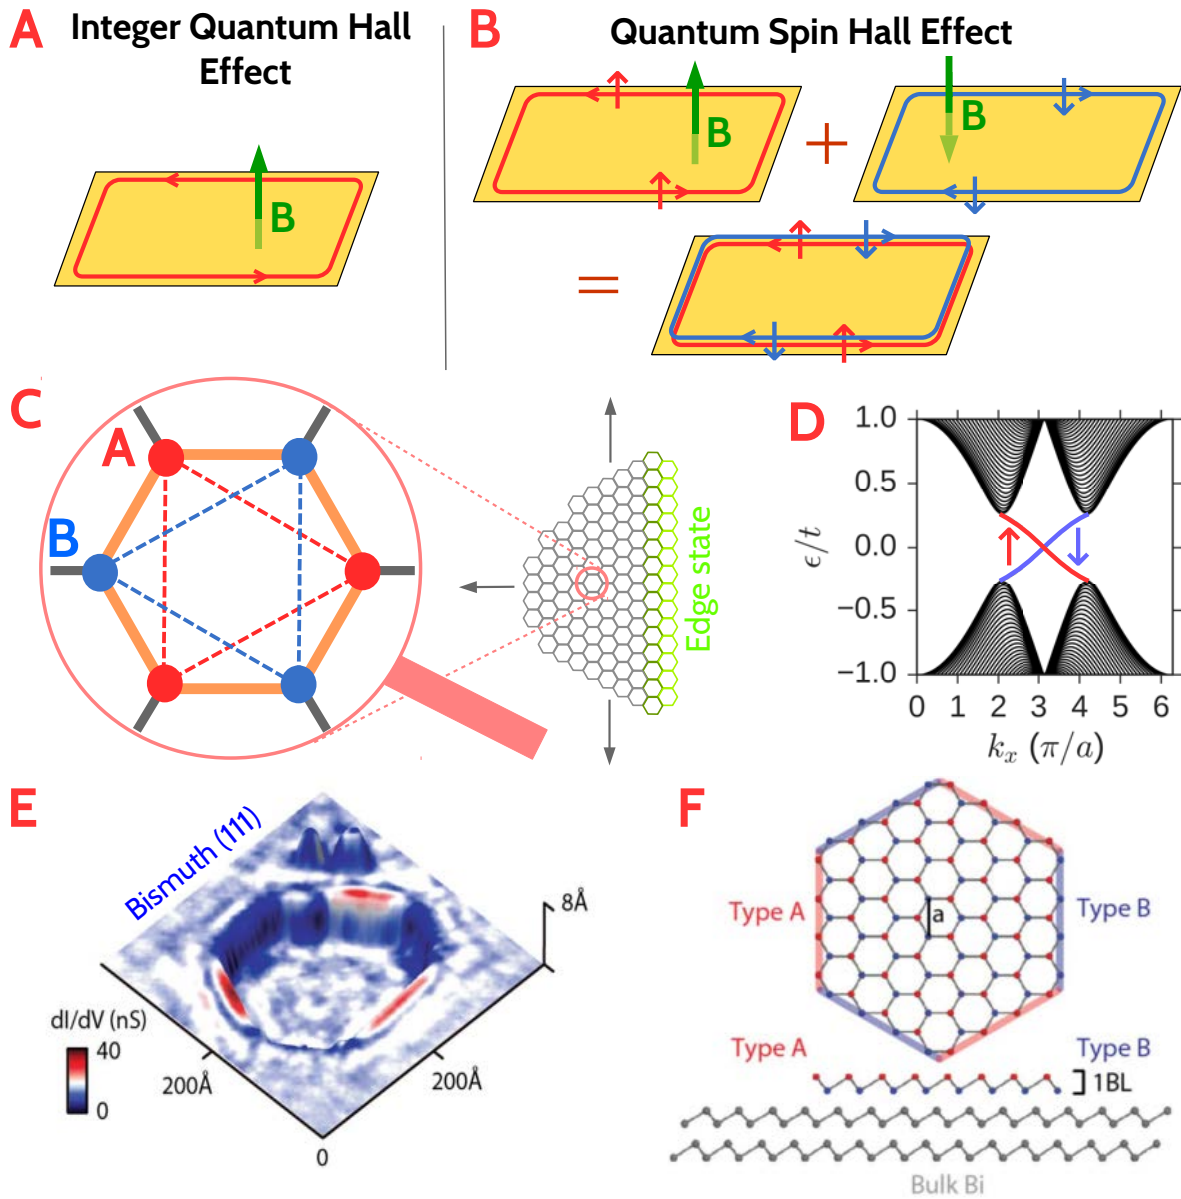 A
Integer Quantum Hall
Effect
B
B
Quantum Spin Hall Effect
B
+
B
=
C
A
B
Edge state
D
1.0
0.5
0.0
−0.5
−1.0
ϵ/t
0 1 2 3 4 5 6
k_x (π/a)
E
Bismuth (111)
8Å
dI/dV (nS)
40
0
200Å
200Å
0
F
Type A
a
Type B
Type A
Type B
1BL
Bulk Bi